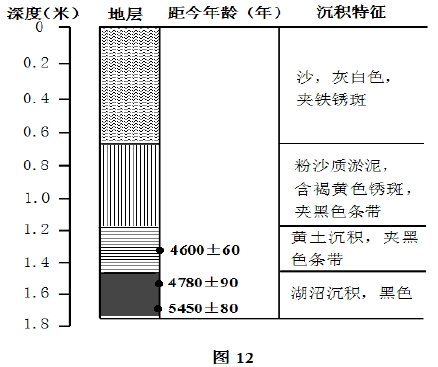 深度(米) 地层 距今年龄（年） 沉积特征
0
0.2
0.4
0.6
0.8
1.0
1.2
1.4
1.6
1.8
4600±60
4780±90
5450±80
沙，灰白色，
夹铁锈斑
粉沙质淤泥，
含褐黄色锈斑，
夹黑色条带
黄土沉积，夹黑
色条带
湖沼沉积，黑色
图 12